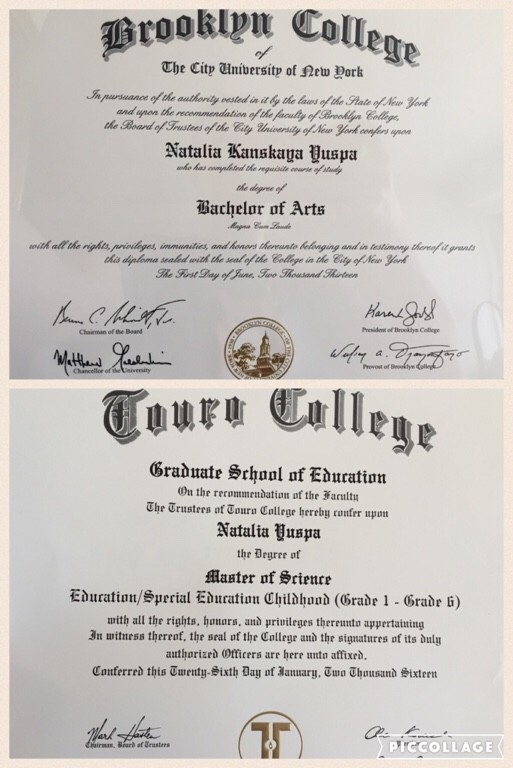 Brooklyn College
of
The City University of New York
In pursuance of the authority vested in it by the laws of the State of New York
and upon the recommendation of the faculty of Brooklyn College,
the Board of Trustees of the City University of New York confers upon
Natalia Kanskaya Yuspa
who has completed the requisite course of study
the degree of
Bachelor of Arts
Magna Cum Laude
with all the rights, privileges, immunities, and honors thereunto belonging and in testimony thereof it grants
this diploma sealed with the seal of the College in the City of New York
The First Day of June, Two Thousand Thirteen
Chairman of the Board
President of Brooklyn College
Chancellor of the University
Provost of Brooklyn College
Touro College
Graduate School of Education
On the recommendation of the Faculty
The Trustees of Touro College hereby confer upon
Natalia Yuspa
the Degree of
Master of Science
Education/Special Education Childhood (Grade 1 - Grade 6)
with all the rights, honors, and privileges thereunto appertaining
In witness thereof, the seal of the College and the signatures of its duly
authorized Officers are here unto affixed.
Conferred this Twenty-Sixth Day of January, Two Thousand Sixteen
Chairman, Board of Trustees
PICCOLLAGE